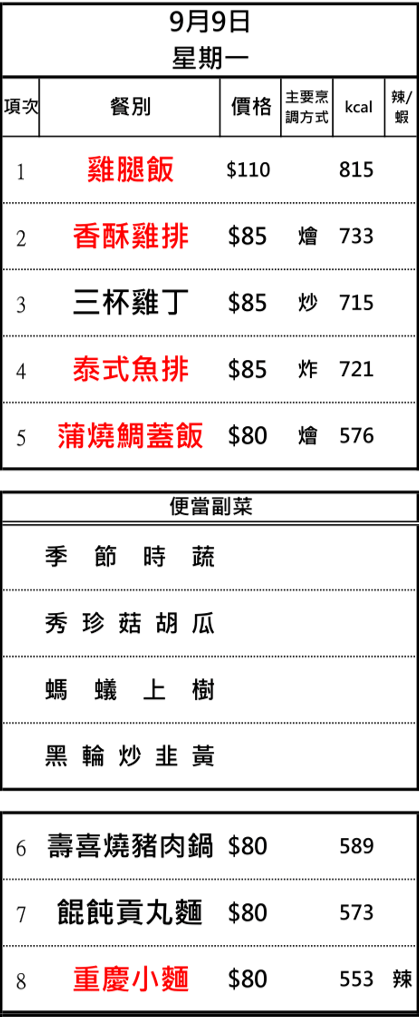 9月9日
星期一
項次 餐別 價格 主要烹調方式 kcal 辣/蝦
1 雞腿飯 $110 815
2 香酥雞排 $85 燴 733
3 三杯雞丁 $85 炒 715
4 泰式魚排 $85 炸 721
5 蒲燒鯛蓋飯 $80 燴 576
便當副菜
季節時蔬
秀珍菇胡瓜
螞蟻上樹
黑輪炒韭黃
6 壽喜燒豬肉鍋 $80 589
7 餛飩貢丸麵 $80 573
8 重慶小麵 $80 553 辣